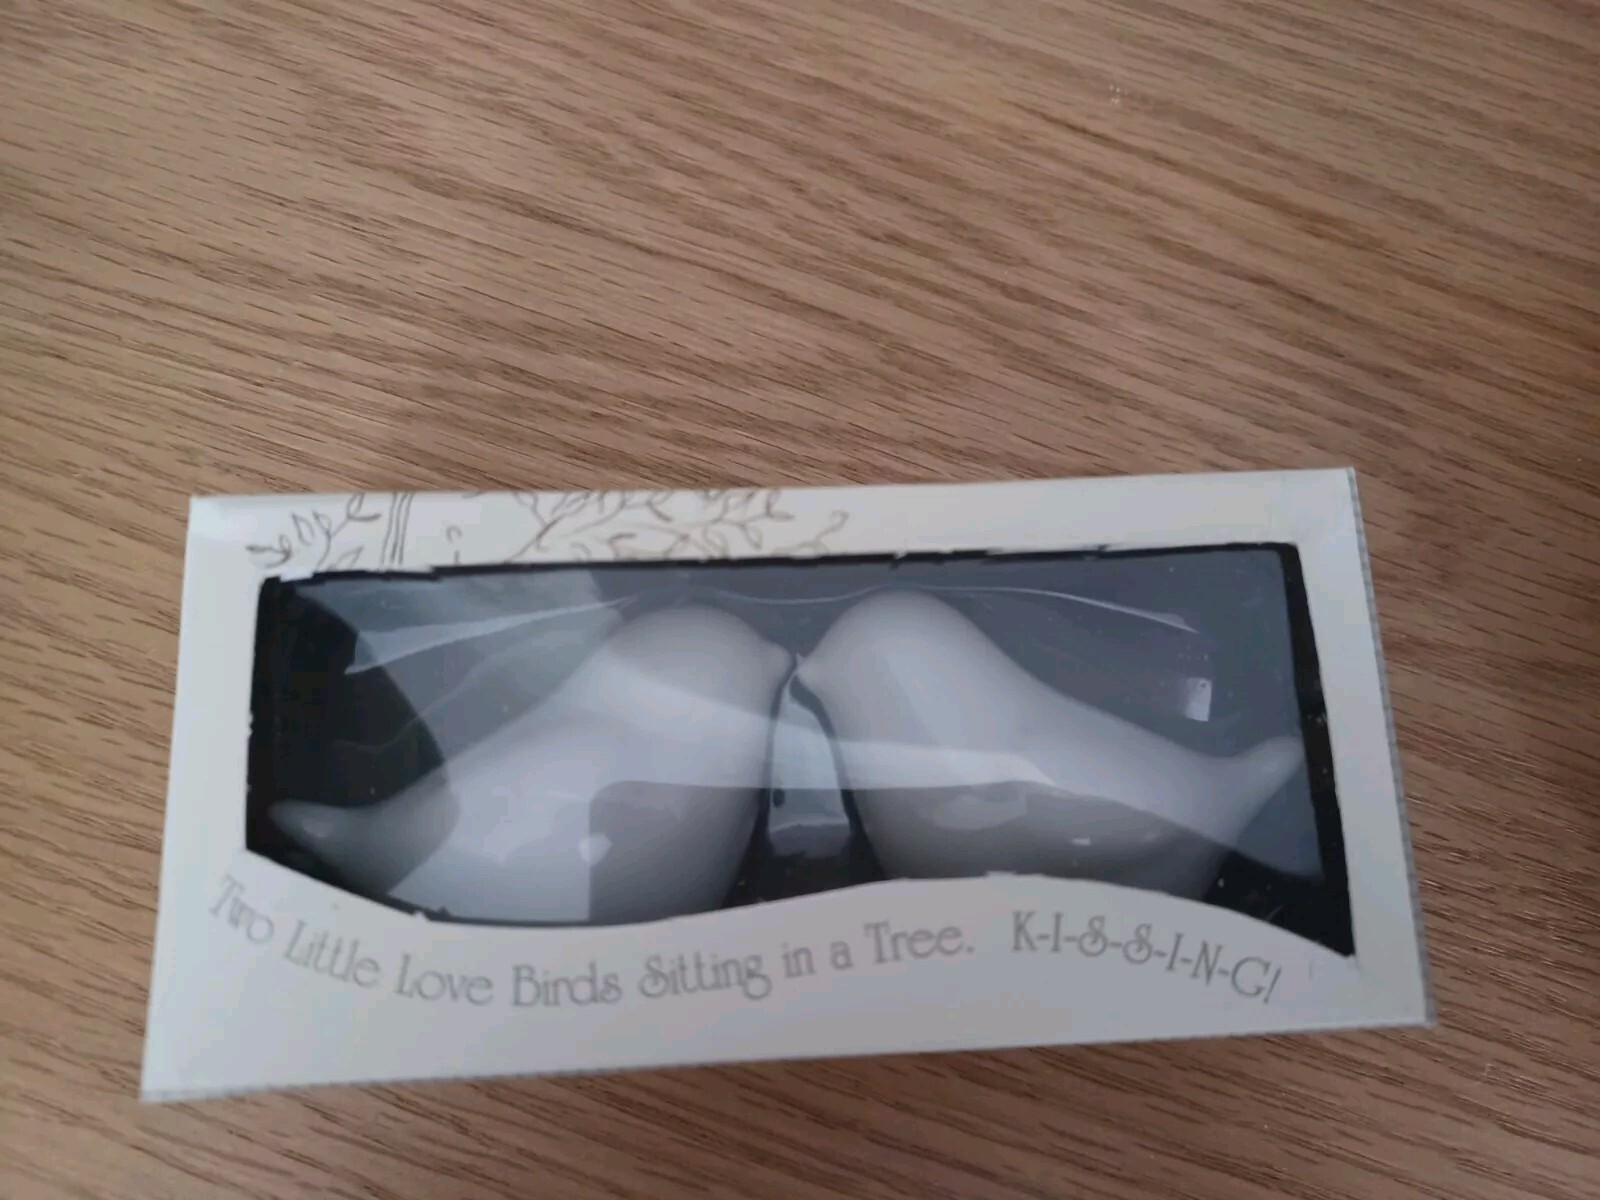 Two Little Love Birds Sitting in a Tree. K-I-S-S-I-N-G!